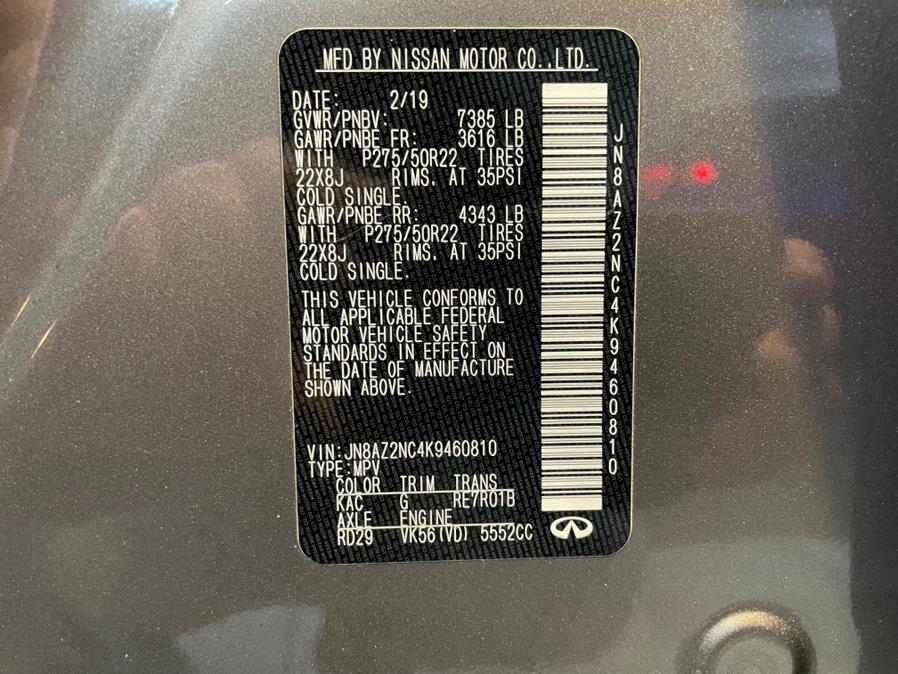 MFD BY NISSAN MOTOR CO.,LTD.
DATE: 2/19
GVWR/PNBV: 7385 LB
GAWR/PNBE FR: 3616 LB
WITH P275/50R22 TIRES
22X8J RIMS. AT 35PSI
COLD SINGLE.
GAWR/PNBE RR: 4343 LB
WITH P275/50R22 TIRES
22X8J RIMS. AT 35PSI
COLD SINGLE.
THIS VEHICLE CONFORMS TO
ALL APPLICABLE FEDERAL
MOTOR VEHICLE SAFETY
STANDARDS IN EFFECT ON
THE DATE OF MANUFACTURE
SHOWN ABOVE.
VIN:JN8AZ2NC4K9460810
TYPE:MPV
COLOR TRIM TRANS
KAC G RE7R01B
AXLE ENGINE
RD29 VK56(VD) 5552CC
JN8AZ2NC4K9460810